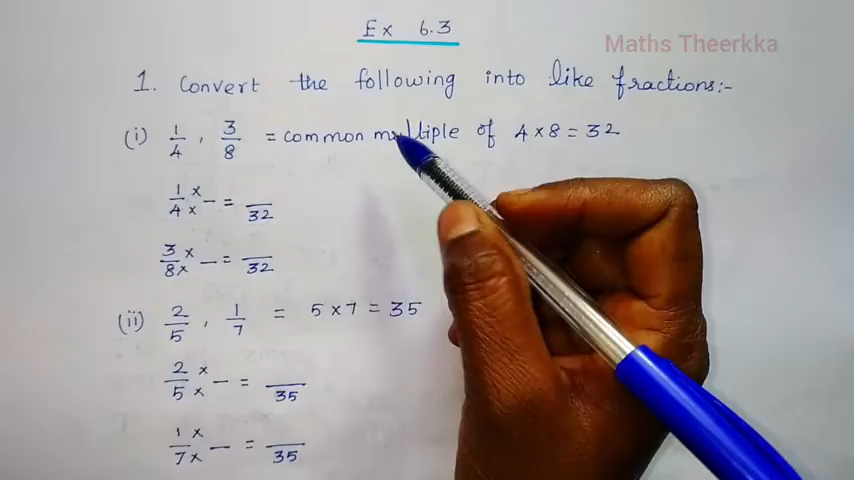 Ex 6.3
Maths Theerkka
1. Convert the following into like fractions:-
(i) 1/4 , 3/8 = common multiple of 4 x 8 = 32
1/4 x/x — = —/32
3/8 x/x — = —/32
(ii) 2/5 , 1/7 = 5 x 7 = 35
2/5 x/x — = —/35
1/7 x/x — = —/35